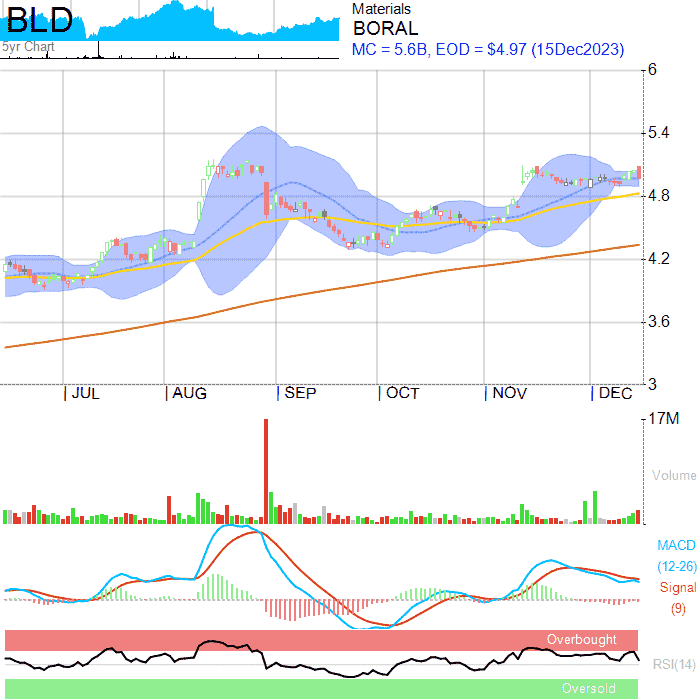 BLD
5yr Chart
Materials
BORAL
MC = 5.6B, EOD = $4.97 (15Dec2023)
6
5.4
4.8
4.2
3.6
3
JUL AUG SEP OCT NOV DEC
17M
Volume
MACD
(12-26)
Signal
(9)
Overbought
RSI(14)
Oversold